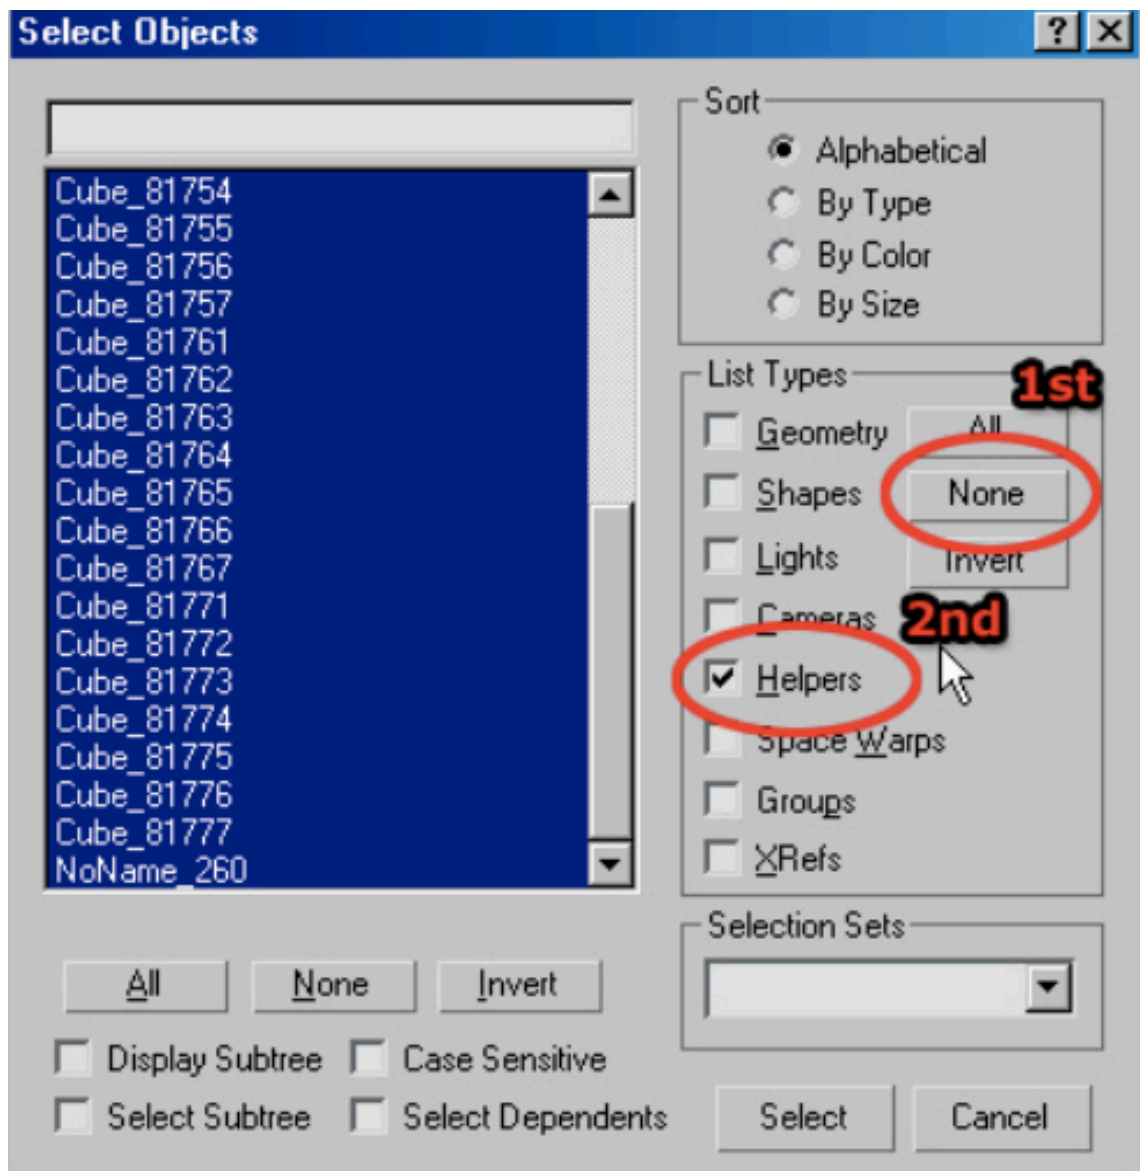 Select Objects
Sort
Alphabetical
By Type
By Color
By Size
Cube_81754
Cube_81755
Cube_81756
Cube_81757
Cube_81761
Cube_81762
Cube_81763
Cube_81764
Cube_81765
Cube_81766
Cube_81767
Cube_81771
Cube_81772
Cube_81773
Cube_81774
Cube_81775
Cube_81776
Cube_81777
NoName_260
List Types
1st
Geometry
All
Shapes
None
Lights
Invert
Cameras
2nd
Helpers
Space Warps
Groups
XRefs
Selection Sets
All None Invert
Display Subtree Case Sensitive
Select Subtree Select Dependents
Select Cancel